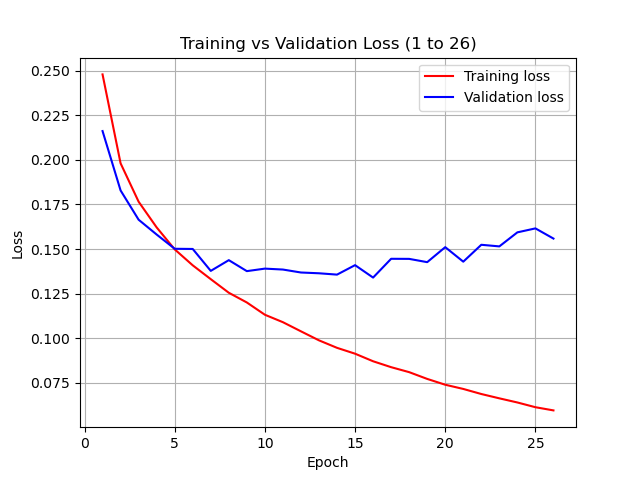 Training vs Validation Loss (1 to 26)
Training loss
Validation loss
0.250
0.225
0.200
0.175
0.150
0.125
0.100
0.075
Loss
0 5 10 15 20 25
Epoch